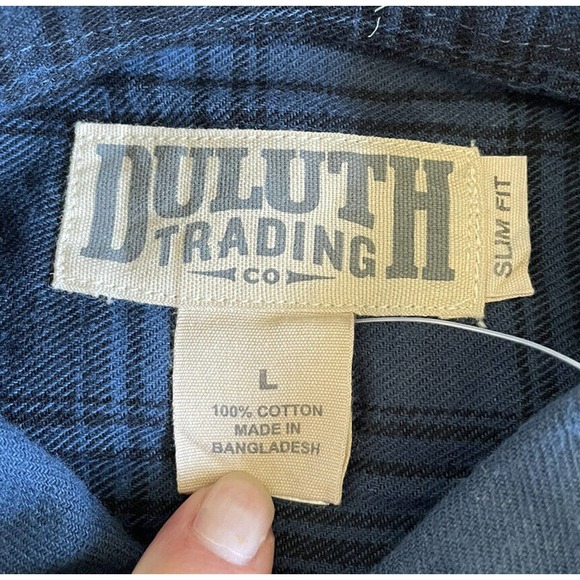 DULUTH
TRADING
CO
SLIM FIT
L
100% COTTON
MADE IN
BANGLADESH